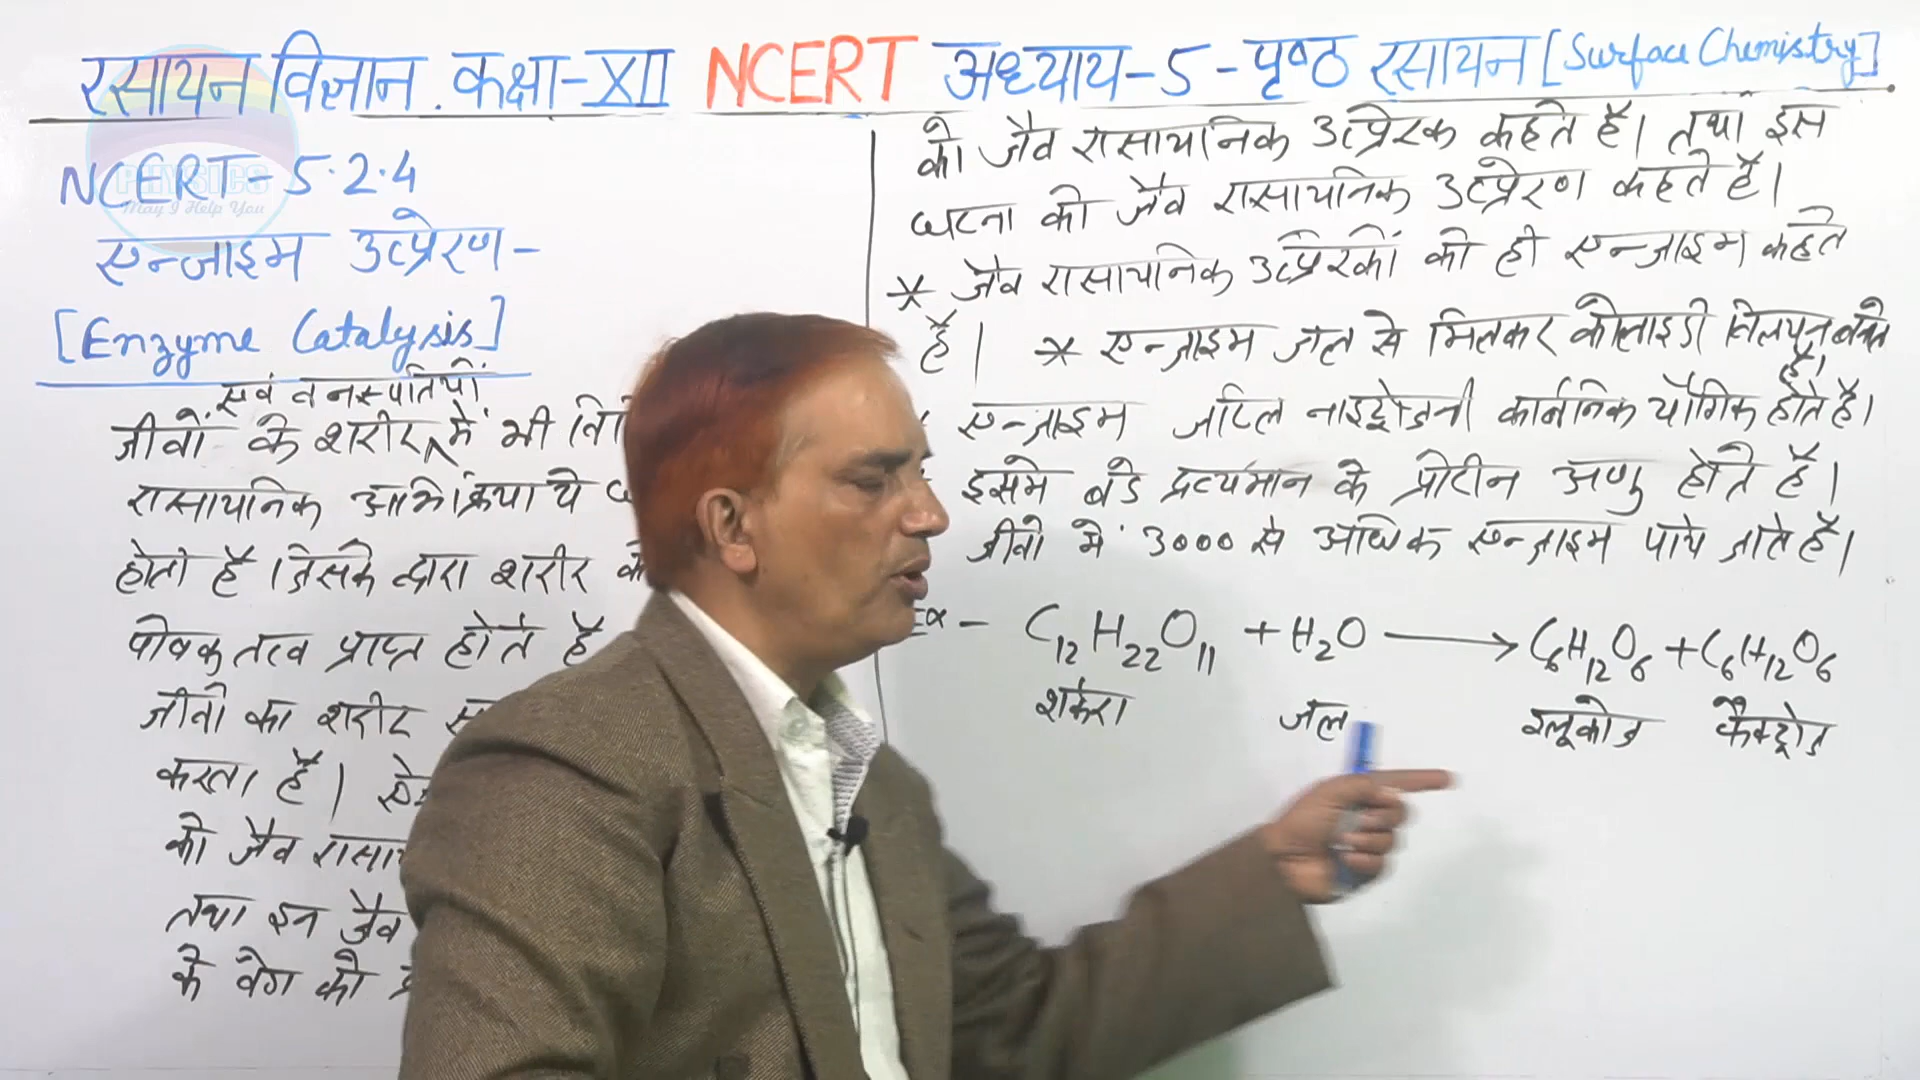 रसायन विज्ञान. कक्षा-XII NCERT अध्याय-5-पृष्ठ रसायन [Surface Chemistry]
PHYSICS
May I Help You
NCERT-5.2.4
एन्जाइम उत्प्रेरण-
[Enzyme Catalysis]
एवं वनस्पतियों
जीवों के शरीर में भी
रासायनिक अभिक्रियाये
होती है। जिसके द्वारा शरीर
पोषक तत्व प्राप्त होते है
जीवों का शरीर
करता है।
को जैव
तथा इन जैव
के वेग को
को जैव रासायनिक उत्प्रेरक कहते हैं। तथा इस
घटना को जैव रासायनिक उत्प्रेरण कहते है।
* जैव रासायनिक उत्प्रेरकों को ही एन्जाइम कहते
हैं। * एन्जाइम जल से मिलकर कोलाइडी विलयन बनाते
है।
एन्जाइम जटिल नाइट्रोजनी कार्बनिक यौगिक होते है।
इसमे बडे द्रव्यमान के प्रोटीन अणु होते हैं।
जीवो में 3000 से अधिक एन्जाइम पाये जाते हैं।
Ex - C₁₂H₂₂O₁₁ + H₂O ⟶ C₆H₁₂O₆ + C₆H₁₂O₆
शर्करा जल ग्लूकोज फ्रैक्ट्रोज